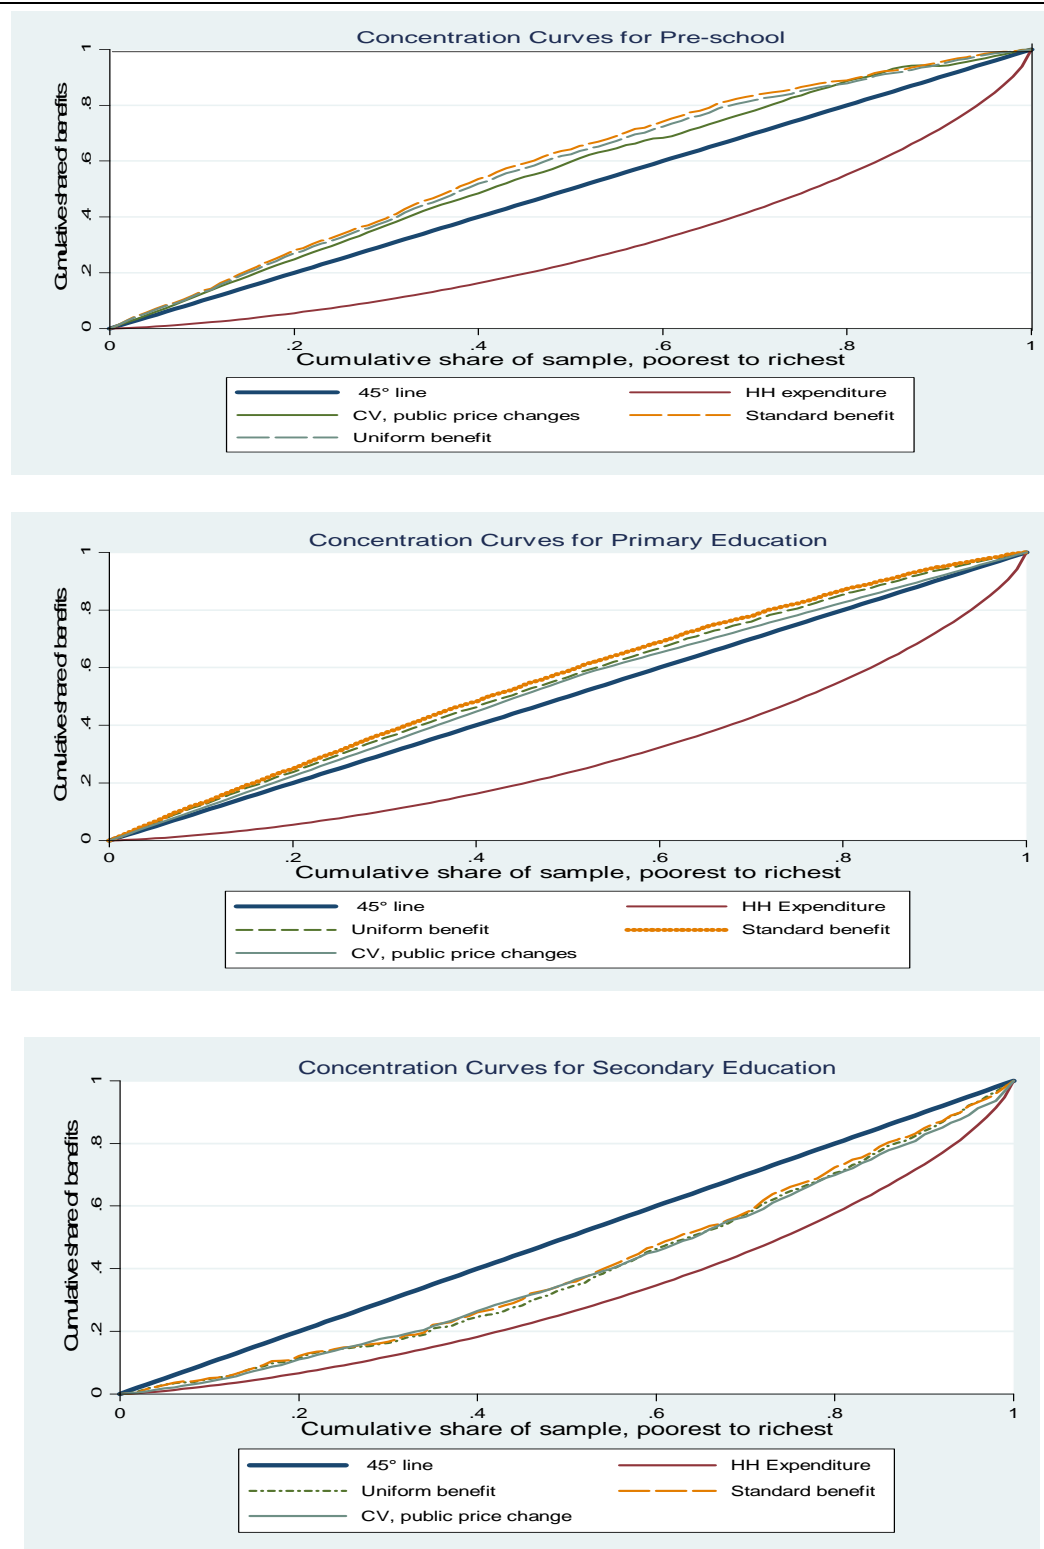 Concentration Curves for Pre-school
Cumulative share of benefits
1
.8
.6
.4
.2
0
0 .2 .4 .6 .8 1
Cumulative share of sample, poorest to richest
45° line HH expenditure
CV, public price changes Standard benefit
Uniform benefit
Concentration Curves for Primary Education
Cumulative share of benefits
1
.8
.6
.4
.2
0
0 .2 .4 .6 .8 1
Cumulative share of sample, poorest to richest
45° line HH Expenditure
Uniform benefit Standard benefit
CV, public price changes
Concentration Curves for Secondary Education
Cumulative share of benefits
1
.8
.6
.4
.2
0
0 .2 .4 .6 .8 1
Cumulative share of sample, poorest to richest
45° line HH Expenditure
Uniform benefit Standard benefit
CV, public price change